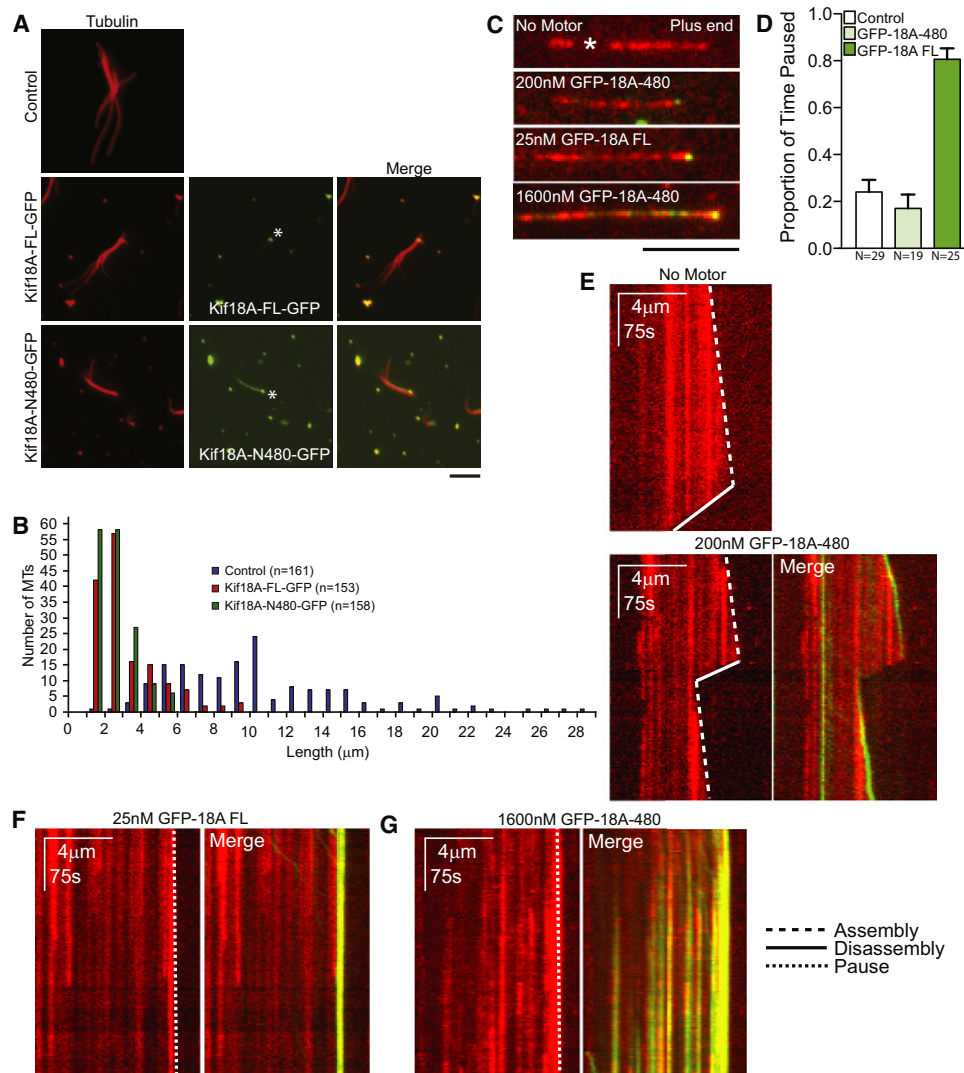 A
Tubulin
Control
Merge
Kif18A-FL-GFP
*
Kif18A-FL-GFP
Kif18A-N480-GFP
*
Kif18A-N480-GFP
B
Number of MTs
60
55
50
45
40
35
30
25
20
15
10
5
0
Control (n=161)
Kif18A-FL-GFP (n=153)
Kif18A-N480-GFP (n=158)
0 2 4 6 8 10 12 14 16 18 20 22 24 26 28
Length (μm)
C
No Motor * Plus end
200nM GFP-18A-480
25nM GFP-18A FL
1600nM GFP-18A-480
D
Proportion of Time Paused
1.0
0.8
0.6
0.4
0.2
0.0
Control
GFP-18A-480
GFP-18A FL
N=29 N=19 N=25
E
No Motor
4μm
75s
200nM GFP-18A-480
4μm
75s
Merge
F
25nM GFP-18A FL
4μm
75s
Merge
G
1600nM GFP-18A-480
4μm
75s
Merge
Assembly
Disassembly
Pause